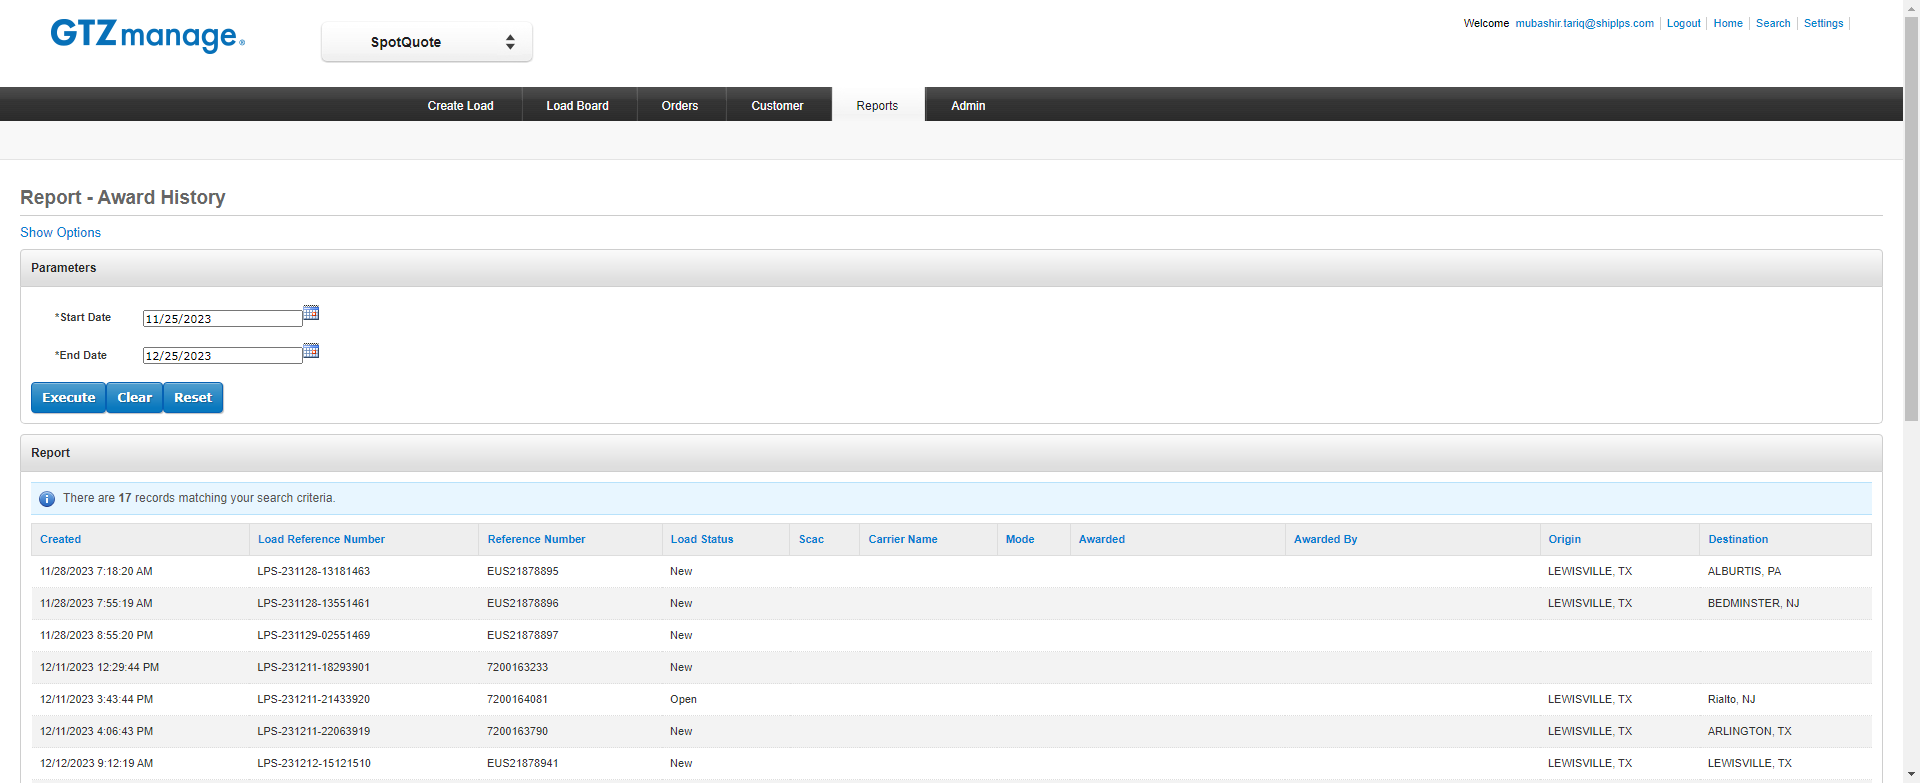 GTZmanage®
SpotQuote
Welcome mubashir.tariq@shiplps.com Logout Home Search Settings
Create Load Load Board Orders Customer Reports Admin
Report - Award History
Show Options
Parameters
*Start Date 11/25/2023
*End Date 12/25/2023
Execute Clear Reset
Report
There are 17 records matching your search criteria.
Created Load Reference Number Reference Number Load Status Scac Carrier Name Mode Awarded Awarded By Origin Destination
11/28/2023 7:18:20 AM LPS-231128-13181463 EUS21878895 New LEWISVILLE, TX ALBURTIS, PA
11/28/2023 7:55:19 AM LPS-231128-13551461 EUS21878896 New LEWISVILLE, TX BEDMINSTER, NJ
11/28/2023 8:55:20 PM LPS-231129-02551469 EUS21878897 New
12/11/2023 12:29:44 PM LPS-231211-18293901 7200163233 New
12/11/2023 3:43:44 PM LPS-231211-21433920 7200164081 Open LEWISVILLE, TX Rialto, NJ
12/11/2023 4:06:43 PM LPS-231211-22063919 7200163790 New LEWISVILLE, TX ARLINGTON, TX
12/12/2023 9:12:19 AM LPS-231212-15121510 EUS21878941 New LEWISVILLE, TX LEWISVILLE, TX